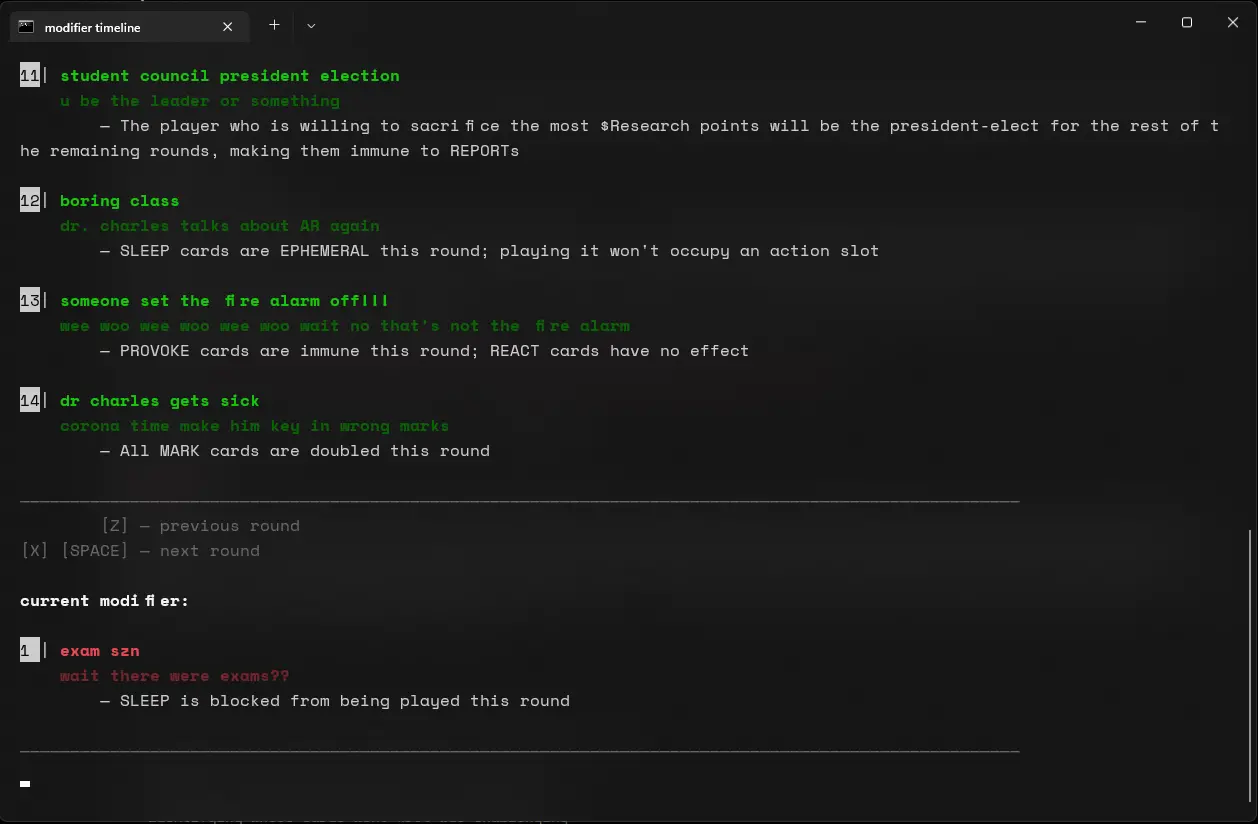 modifier timeline
11| student council president election
u be the leader or something
— The player who is willing to sacrifice the most $Research points will be the president-elect for the rest of t
he remaining rounds, making them immune to REPORTs
12| boring class
dr. charles talks about AR again
— SLEEP cards are EPHEMERAL this round; playing it won't occupy an action slot
13| someone set the fire alarm off!!!
wee woo wee woo wee woo wait no that's not the fire alarm
— PROVOKE cards are immune this round; REACT cards have no effect
14| dr charles gets sick
corona time make him key in wrong marks
— All MARK cards are doubled this round
[Z] — previous round
[X] [SPACE] — next round
current modifier:
1 | exam szn
wait there were exams??
— SLEEP is blocked from being played this round